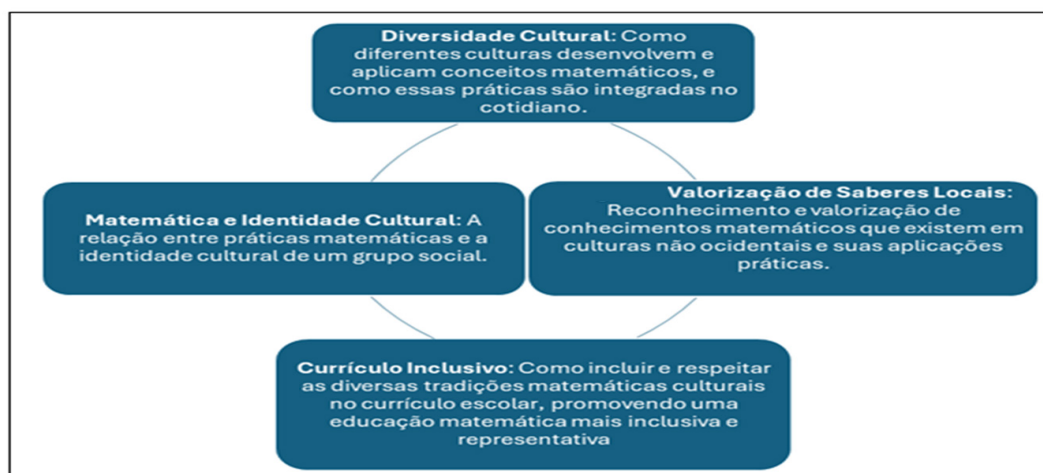 Diversidade Cultural: Como
diferentes culturas desenvolvem e
aplicam conceitos matemáticos, e
como essas práticas são integradas no
cotidiano.
Matemática e Identidade Cultural: A
relação entre práticas matemáticas e a
identidade cultural de um grupo social.
Valorização de Saberes Locais:
Reconhecimento e valorização de
conhecimentos matemáticos que existem em
culturas não ocidentais e suas aplicações
práticas.
Currículo Inclusivo: Como incluir e respeitar
as diversas tradições matemáticas culturais
no currículo escolar, promovendo uma
educação matemática mais inclusiva e
representativa